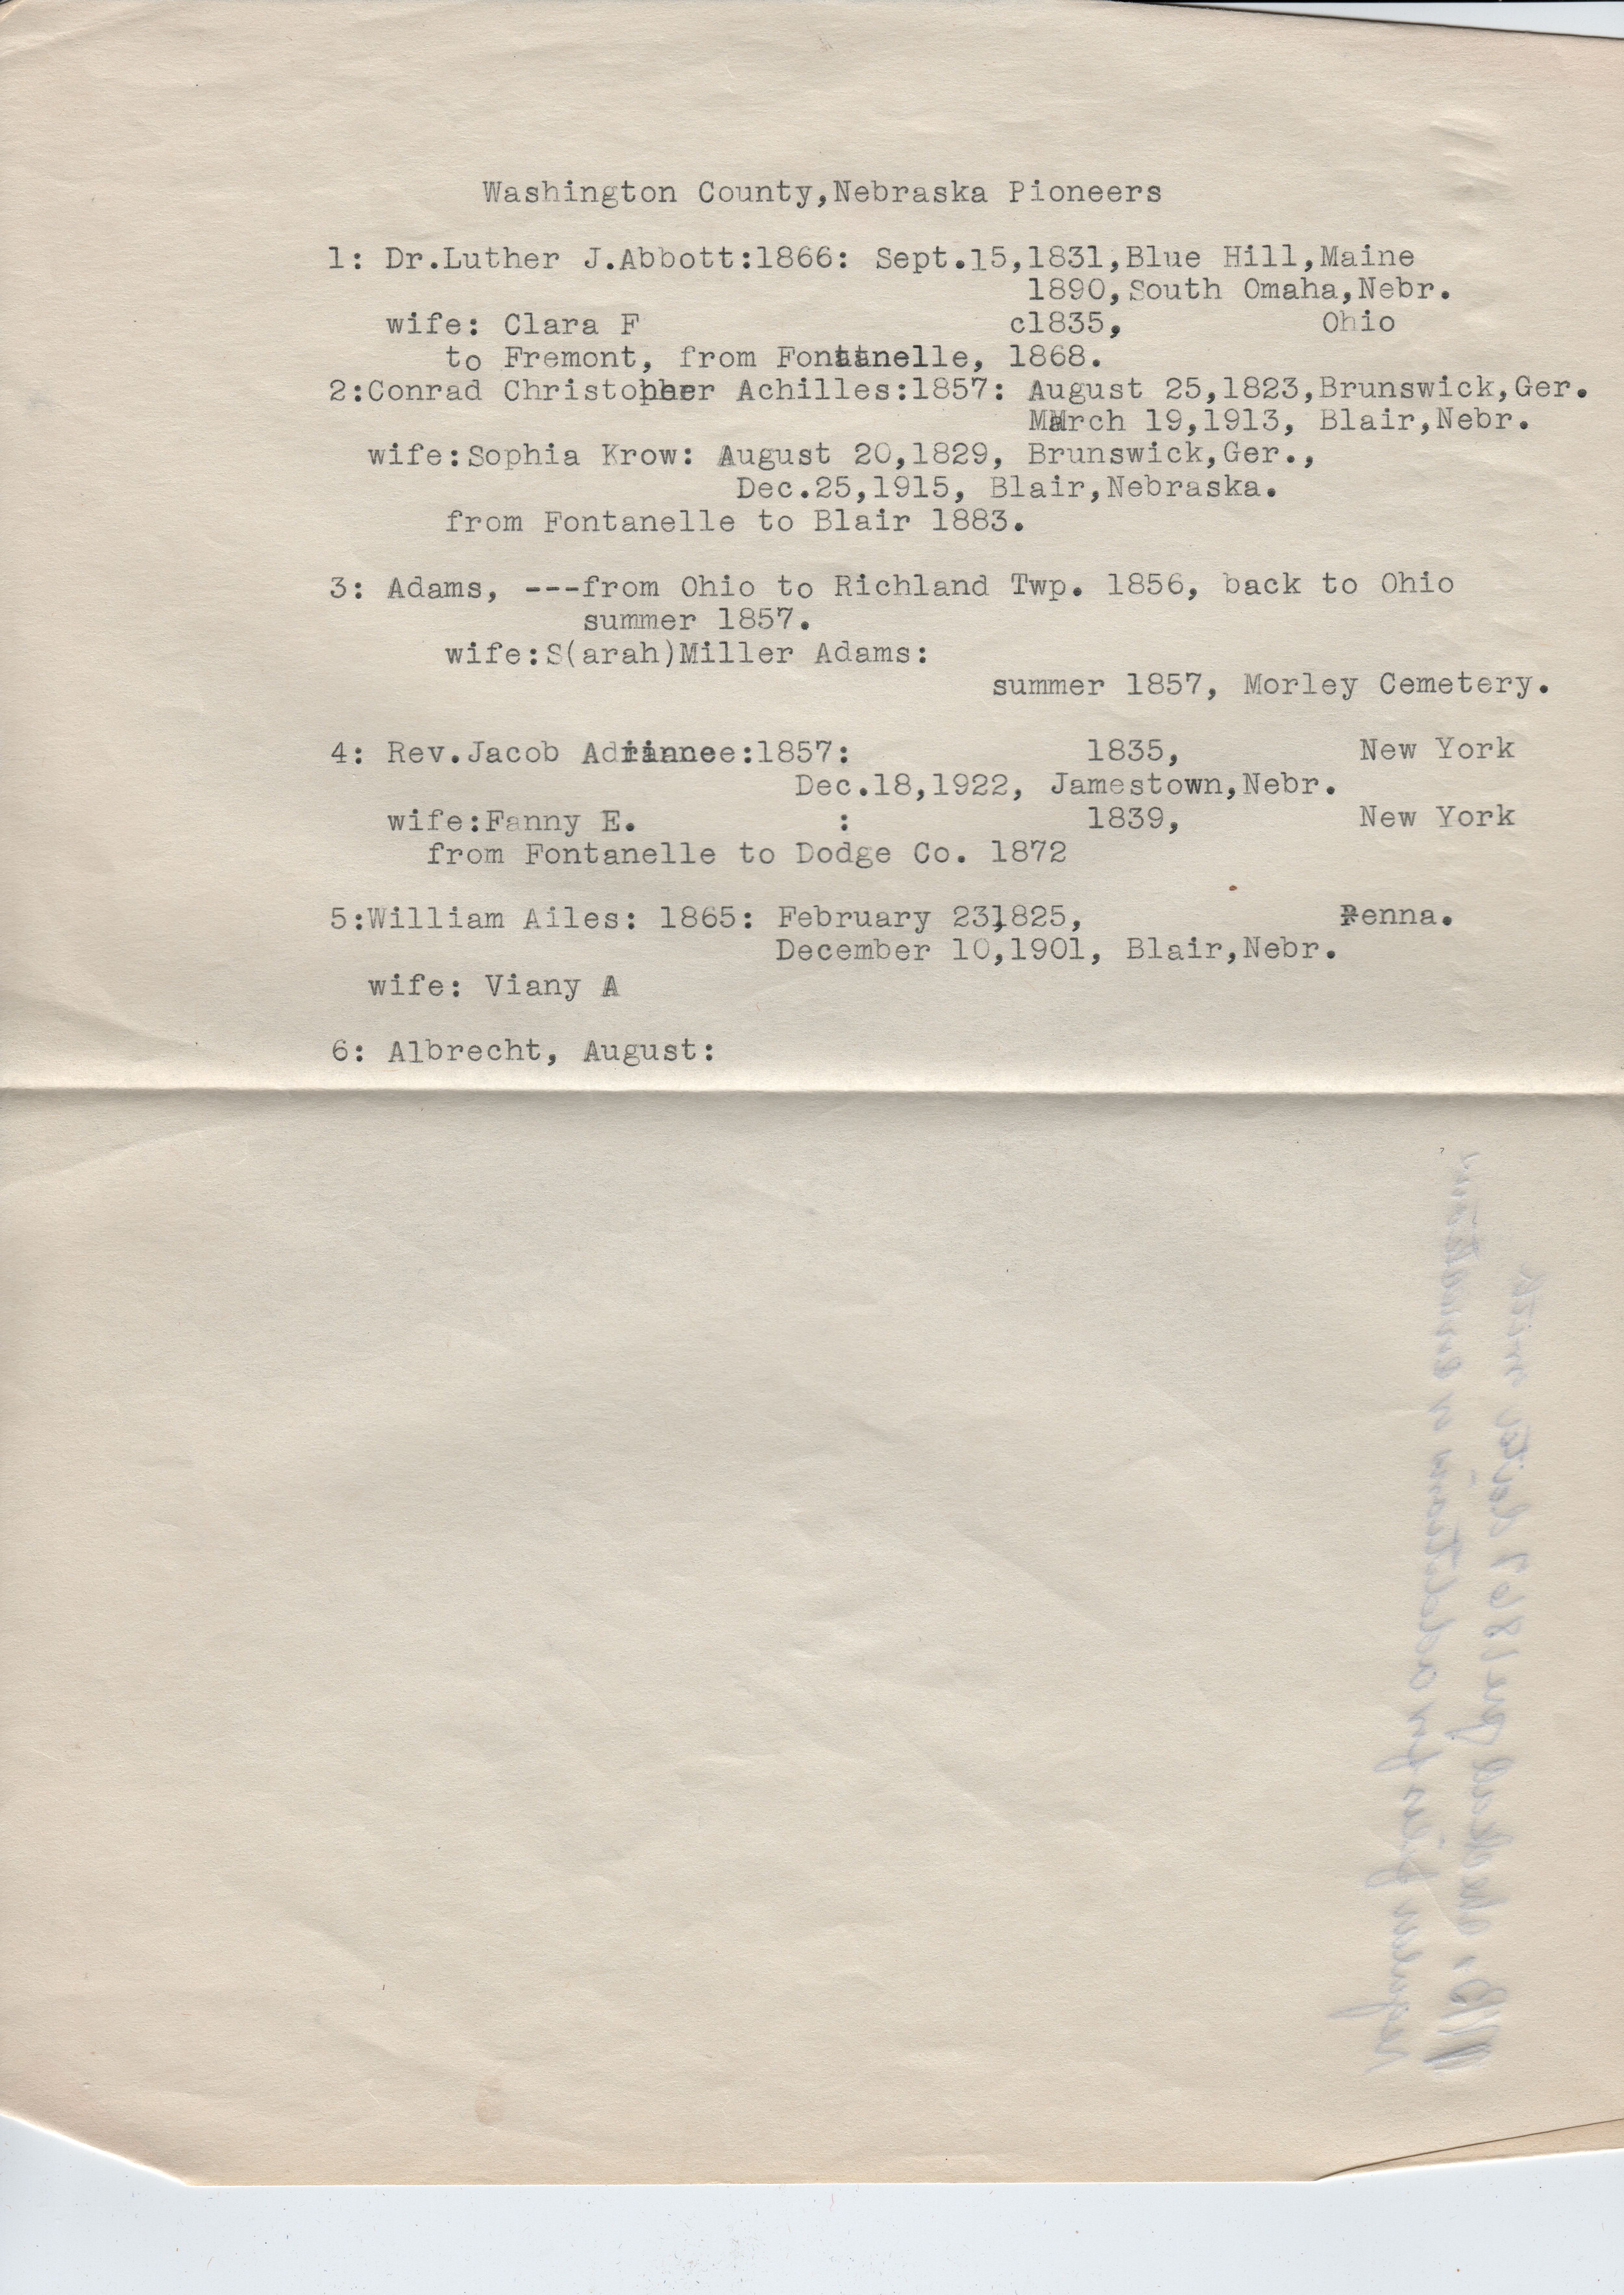 Washington County,Nebraska Pioneers
1: Dr.Luther J.Abbott:1866: Sept.15,1831,Blue Hill,Maine
1890,South Omaha,Nebr.
wife: Clara F c1835, Ohio
to Fremont, from Fontanelle, 1868.
2:Conrad Christopher Achilles:1857: August 25,1823,Brunswick,Ger.
March 19,1913, Blair,Nebr.
wife:Sophia Krow: August 20,1829, Brunswick,Ger.,
Dec.25,1915, Blair,Nebraska.
from Fontanelle to Blair 1883.
3: Adams, ---from Ohio to Richland Twp. 1856, back to Ohio
summer 1857.
wife:S(arah)Miller Adams:
summer 1857, Morley Cemetery.
4: Rev.Jacob Adriance:1857: 1835, New York
Dec.18,1922, Jamestown,Nebr.
wife:Fanny E. : 1839, New York
from Fontanelle to Dodge Co. 1872
5:William Ailes: 1865: February 23,1825, Penna.
December 10,1901, Blair,Nebr.
wife: Viany A
6: Albrecht, August: